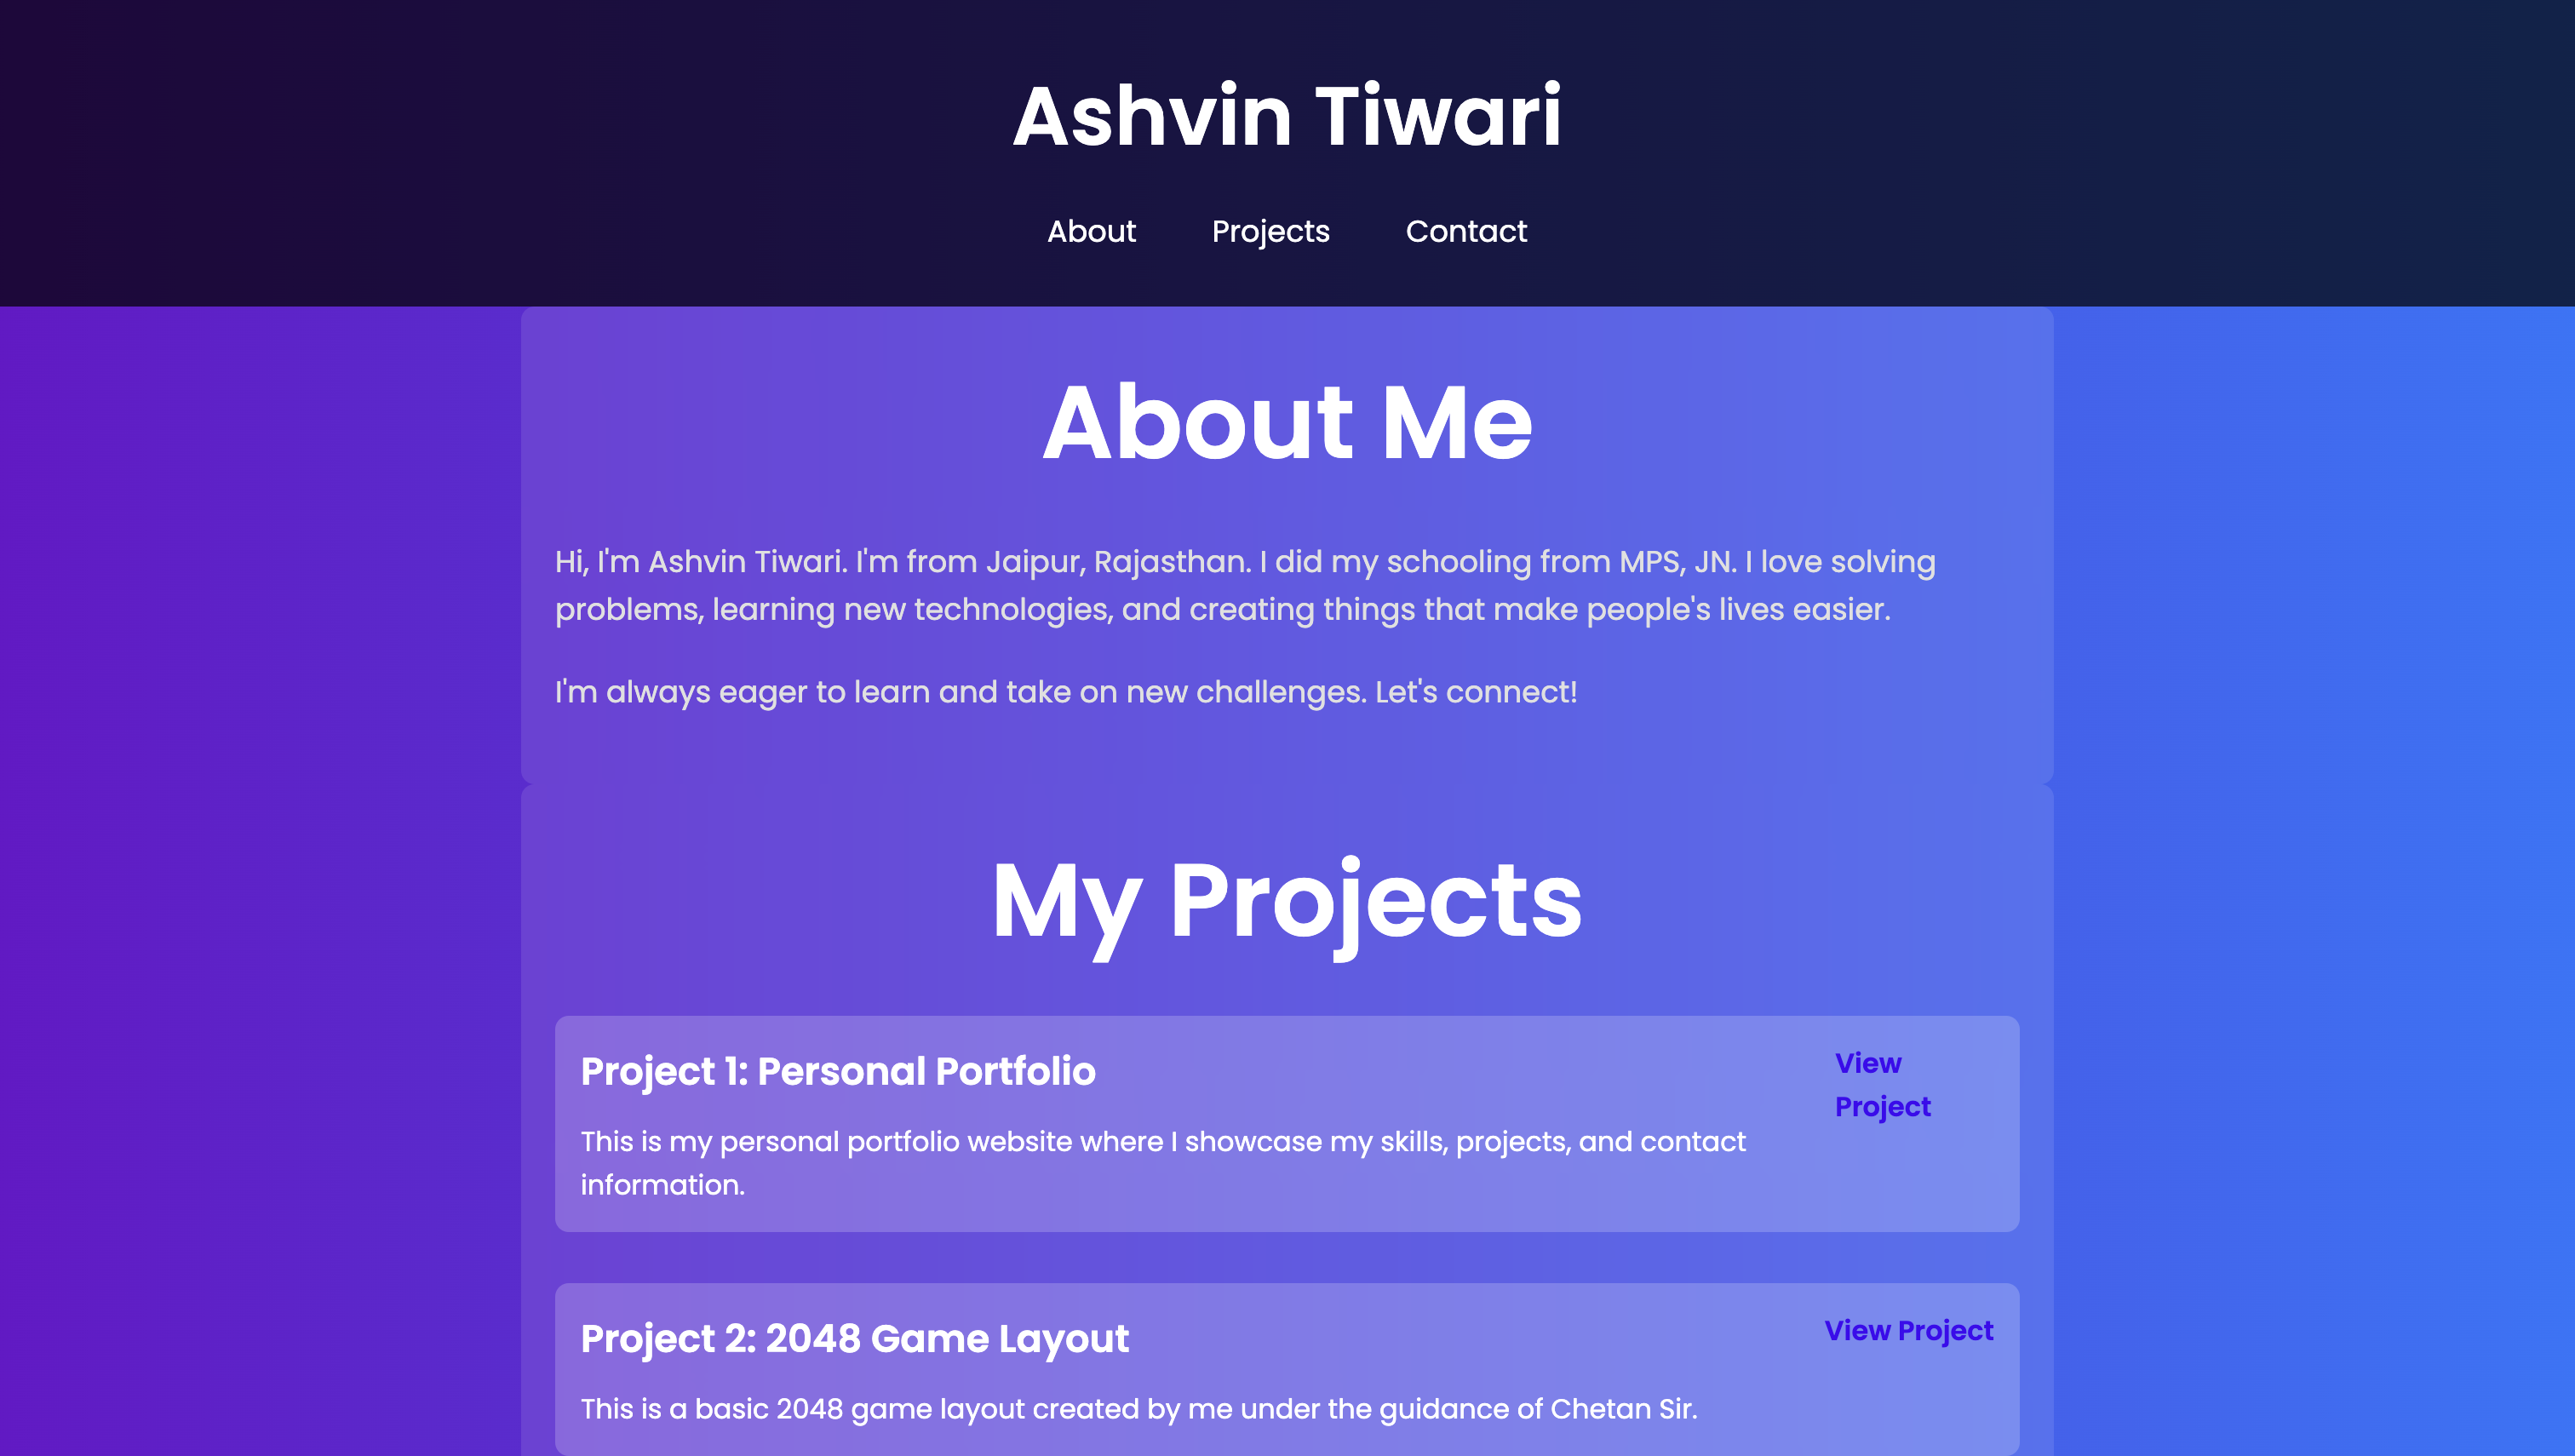 Ashvin Tiwari
About Projects Contact
About Me
Hi, I'm Ashvin Tiwari. I'm from Jaipur, Rajasthan. I did my schooling from MPS, JN. I love solving
problems, learning new technologies, and creating things that make people's lives easier.
I'm always eager to learn and take on new challenges. Let's connect!
My Projects
Project 1: Personal Portfolio
This is my personal portfolio website where I showcase my skills, projects, and contact
information.
View
Project
Project 2: 2048 Game Layout
This is a basic 2048 game layout created by me under the guidance of Chetan Sir.
View Project